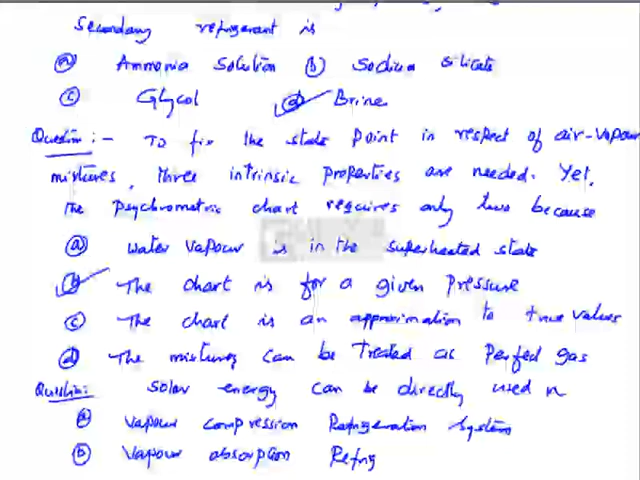 Secondary refrigerant is
(a) Ammonia Solution (b) Sodium silicate
(c) Glycol (d) Brine
Question:- To fix the state point in respect of air-vapour
mixtures, three intrinsic properties are needed. Yet,
the psychrometric chart requires only two because
(a) water vapour is in the superheated state
(b) The chart is for a given pressure
(c) The chart is an approximation to true values
(d) The mixtures can be treated as perfect gas
Question: Solar energy can be directly used in
(a) Vapour compression Refrigeration System
(b) Vapour absorption Refrig